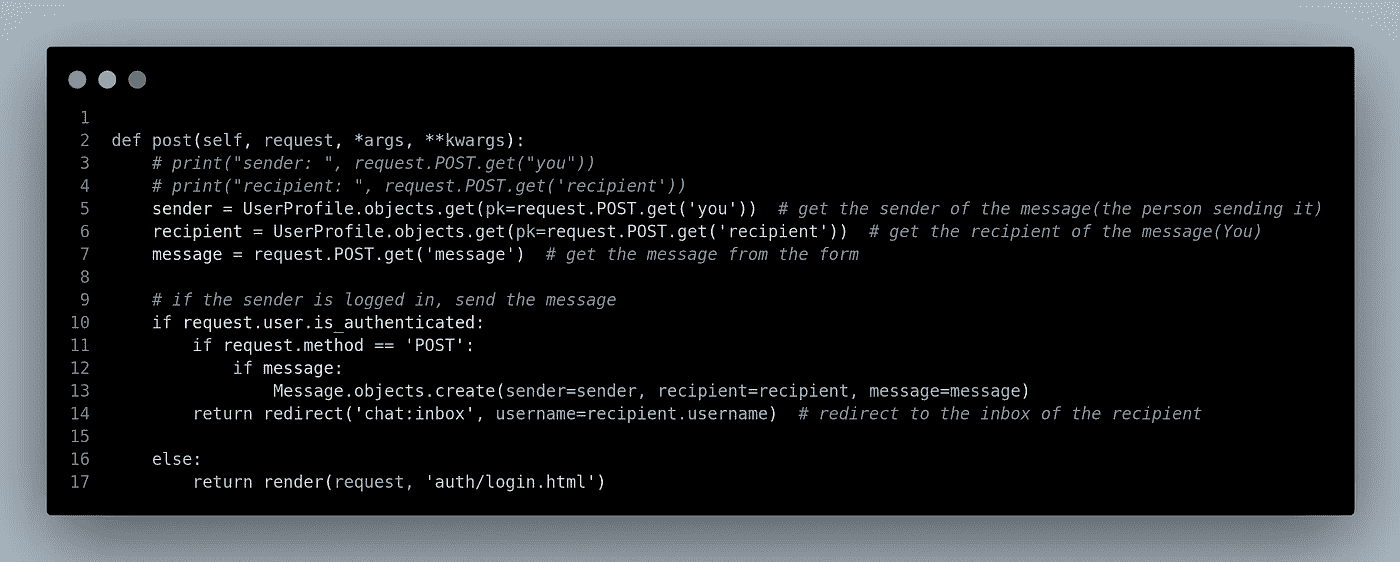 1
2 def post(self, request, *args, **kwargs):
3     # print("sender: ", request.POST.get("you"))
4     # print("recipient: ", request.POST.get('recipient'))
5     sender = UserProfile.objects.get(pk=request.POST.get('you'))  # get the sender of the message(the person sending it)
6     recipient = UserProfile.objects.get(pk=request.POST.get('recipient'))  # get the recipient of the message(You)
7     message = request.POST.get('message')  # get the message from the form
8
9     # if the sender is logged in, send the message
10     if request.user.is_authenticated:
11         if request.method == 'POST':
12             if message:
13                 Message.objects.create(sender=sender, recipient=recipient, message=message)
14         return redirect('chat:inbox', username=recipient.username)  # redirect to the inbox of the recipient
15
16     else:
17         return render(request, 'auth/login.html')